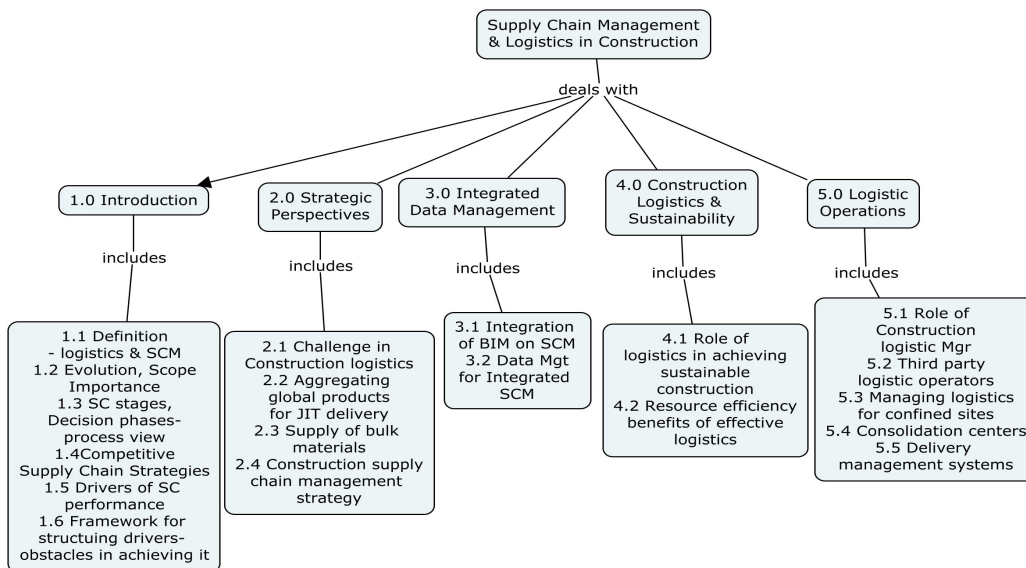 Supply Chain Management
& Logistics in Construction
deals with
1.0 Introduction
2.0 Strategic
Perspectives
3.0 Integrated
Data Management
4.0 Construction
Logistics &
Sustainability
5.0 Logistic
Operations
includes
includes
includes
includes
includes
1.1 Definition
- logistics & SCM
1.2 Evolution, Scope
Importance
1.3 SC stages,
Decision phases-
process view
1.4Competitive
Supply Chain Strategies
1.5 Drivers of SC
performance
1.6 Framework for
structuing drivers-
obstacles in achieving it
2.1 Challenge in
Construction logistics
2.2 Aggregating
global products
for JIT delivery
2.3 Supply of bulk
materials
2.4 Construction supply
chain management
strategy
3.1 Integration
of BIM on SCM
3.2 Data Mgt
for Integrated
SCM
4.1 Role of
logistics in achieving
sustainable
construction
4.2 Resource efficiency
benefits of effective
logistics
5.1 Role of
Construction
logistic Mgr
5.2 Third party
logistic operators
5.3 Managing logistics
for confined sites
5.4 Consolidation centers
5.5 Delivery
management systems